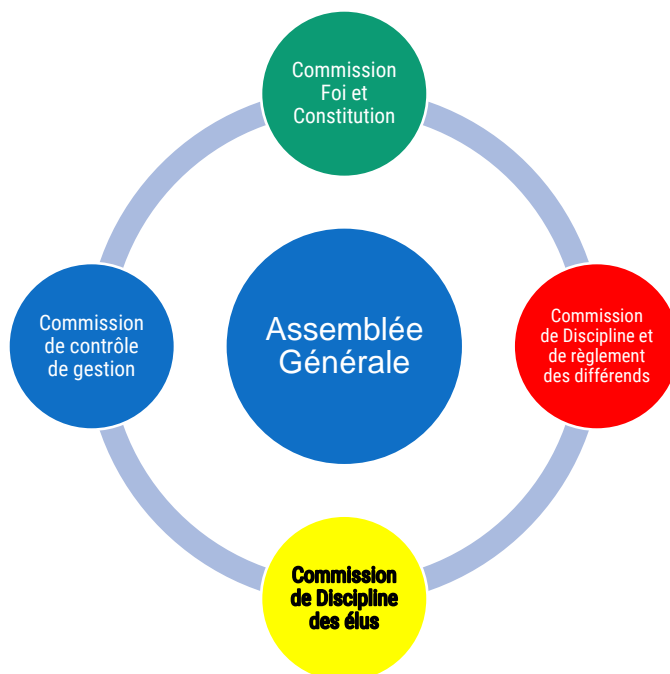 Commission
Foi et
Constitution
Commission
de contrôle
de gestion
Assemblée
Générale
Commission
de Discipline et
de règlement
des différends
Commission
de Discipline
des élus